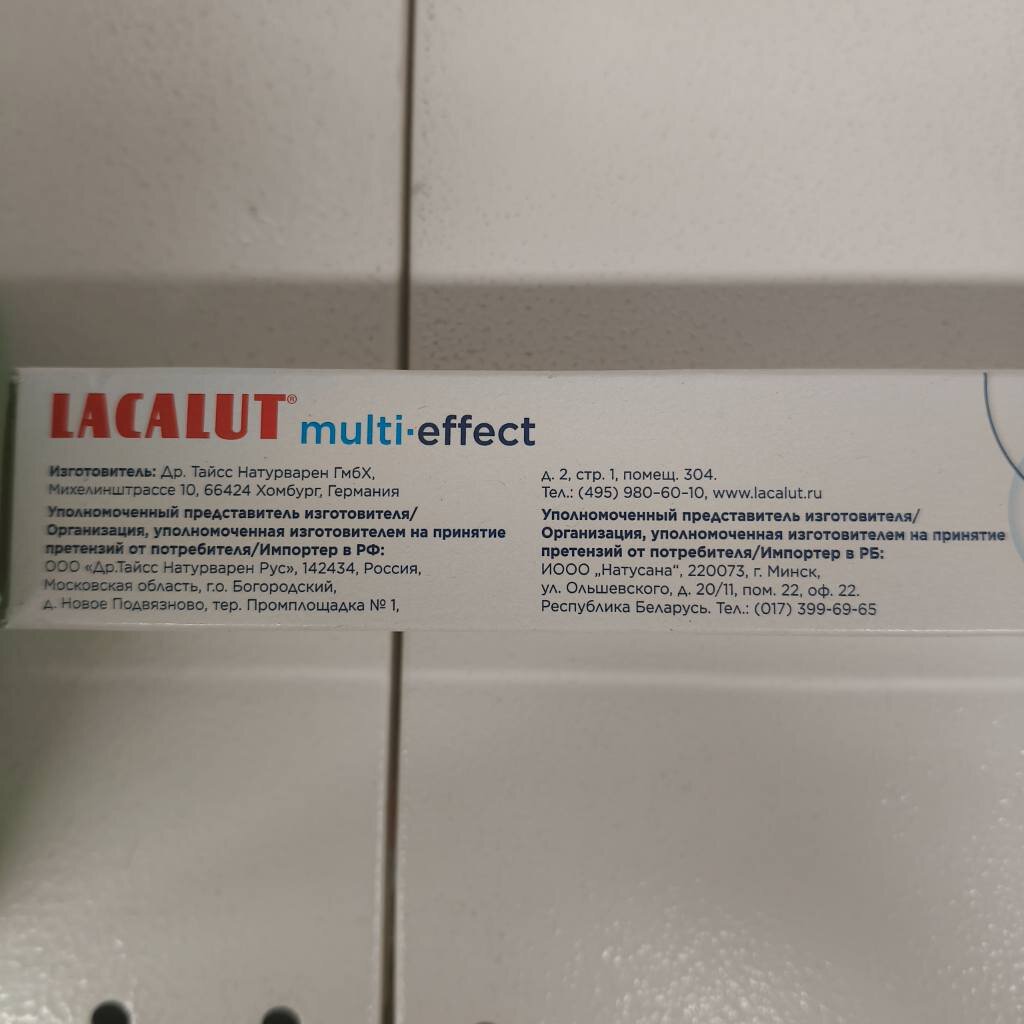 LACALUT® multi·effect
Изготовитель: Др. Тайсс Натурварен ГмбХ,
Михелинштрассе 10, 66424 Хомбург, Германия
Уполномоченный представитель изготовителя/
Организация, уполномоченная изготовителем на принятие
претензий от потребителя/Импортер в РФ:
ООО «Др.Тайсс Натурварен Рус», 142434, Россия,
Московская область, г.о. Богородский,
д. Новое Подвязново, тер. Промплощадка № 1,
д. 2, стр. 1, помещ. 304.
Тел.: (495) 980-60-10, www.lacalut.ru
Уполномоченный представитель изготовителя/
Организация, уполномоченная изготовителем на принятие
претензий от потребителя/Импортер в РБ:
ИООО „Натусана“, 220073, г. Минск,
ул. Ольшевского, д. 20/11, пом. 22, оф. 22.
Республика Беларусь. Тел.: (017) 399-69-65